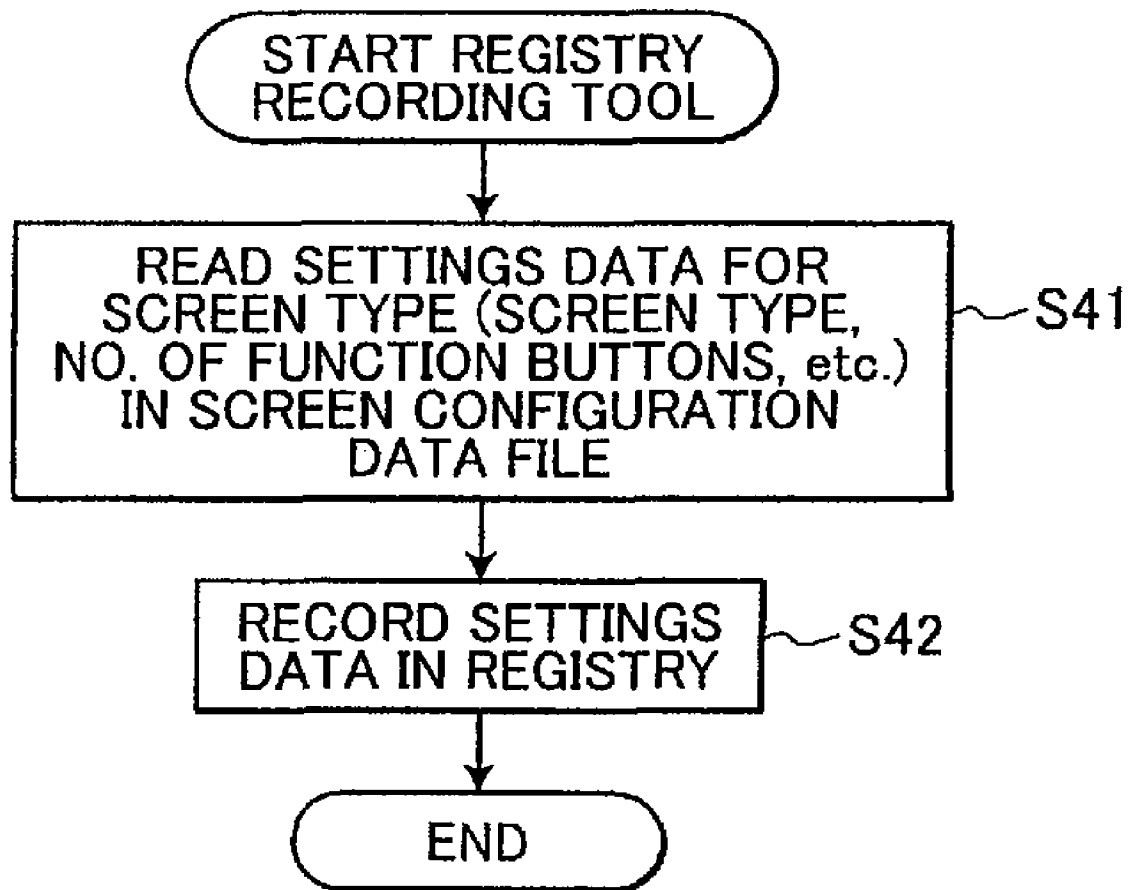 START REGISTRY
RECORDING TOOL
READ SETTINGS DATA FOR
SCREEN TYPE (SCREEN TYPE,
NO. OF FUNCTION BUTTONS, etc.)
IN SCREEN CONFIGURATION
DATA FILE
S41
RECORD SETTINGS
DATA IN REGISTRY
S42
END